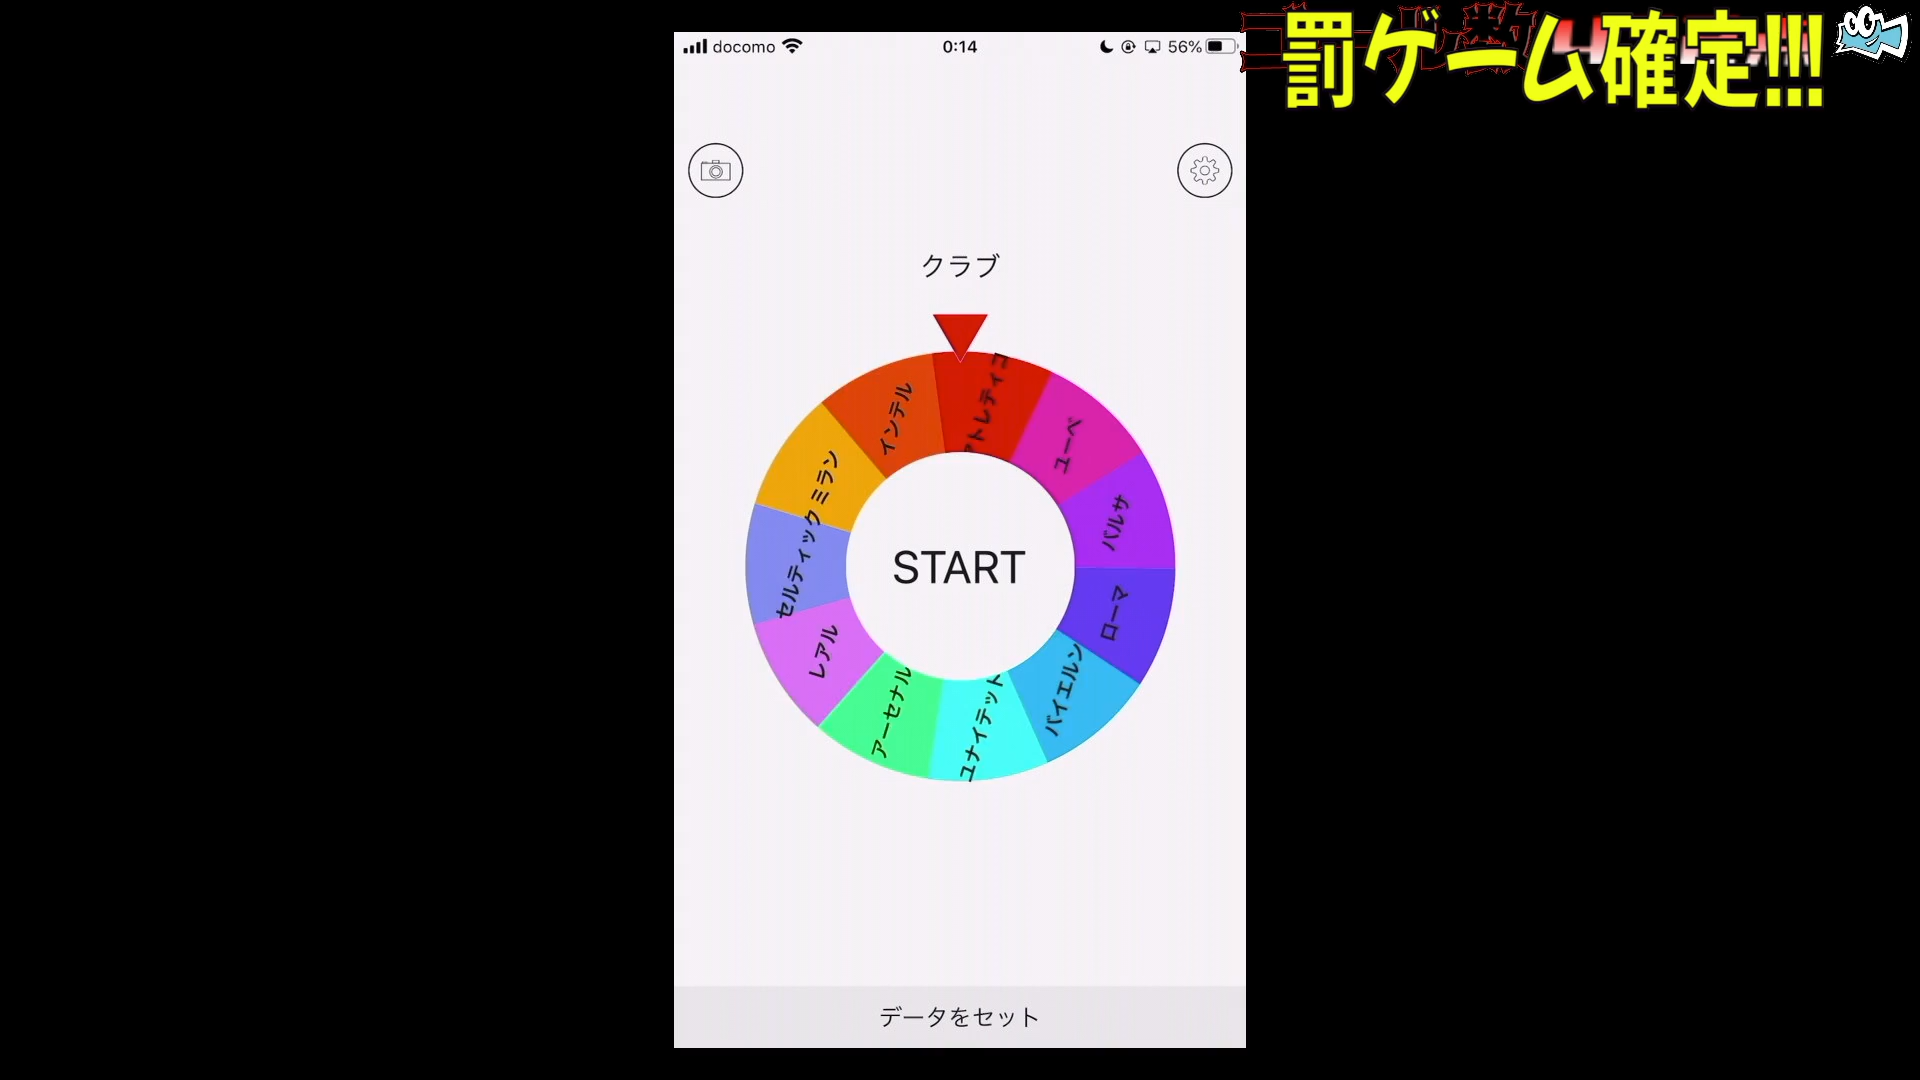 docomo
0:14
56%
罰ゲーム確定!!!
クラブ
アトレティコ
ユーベ
バルサ
ローマ
バイエルン
ユナイテット
アーセナル
レアル
セルティック
ミラン
インテル
START
データをセット